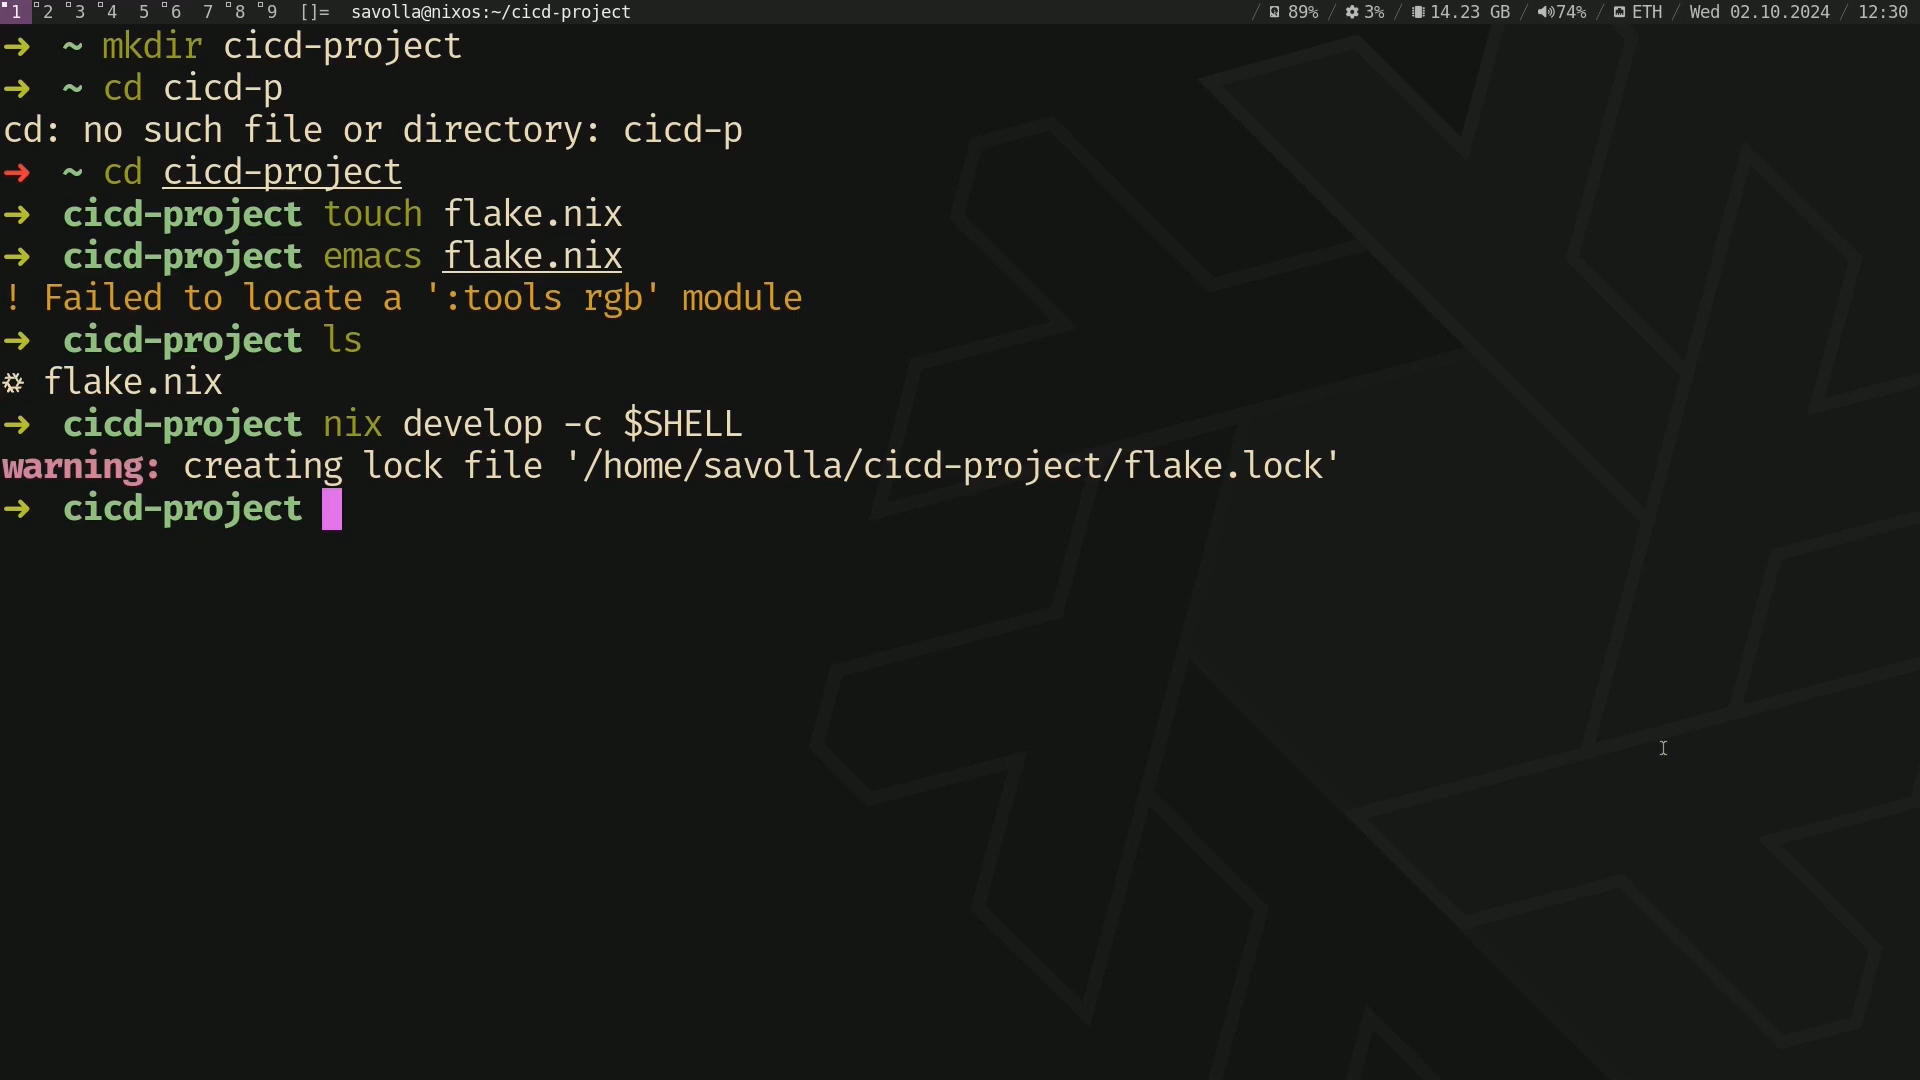 1 2 3 4 5 6 7 8 9 []= savolla@nixos:~/cicd-project / 89% / 3% / 14.23 GB / 74% / ETH / Wed 02.10.2024 / 12:30
➜ ~ mkdir cicd-project
➜ ~ cd cicd-p
cd: no such file or directory: cicd-p
➜ ~ cd cicd-project
➜ cicd-project touch flake.nix
➜ cicd-project emacs flake.nix
! Failed to locate a ':tools rgb' module
➜ cicd-project ls
flake.nix
➜ cicd-project nix develop -c $SHELL
warning: creating lock file '/home/savolla/cicd-project/flake.lock'
➜ cicd-project